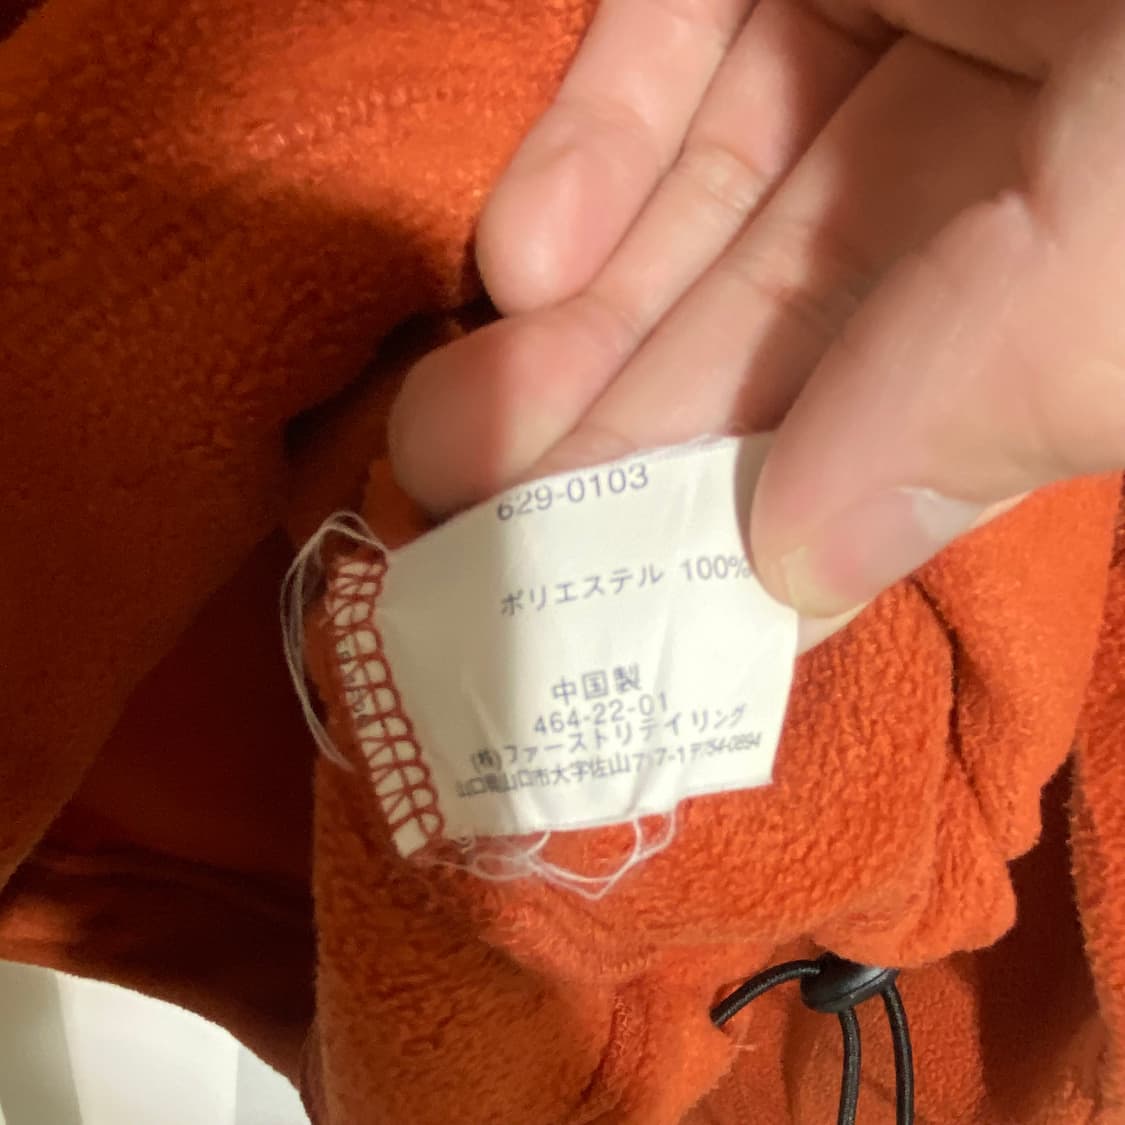 629-0103
ポリエステル 100%
中国製
464-22-01
(株)ファーストリテイリング
山口県山口市大字佐山717-1 〒754-0894